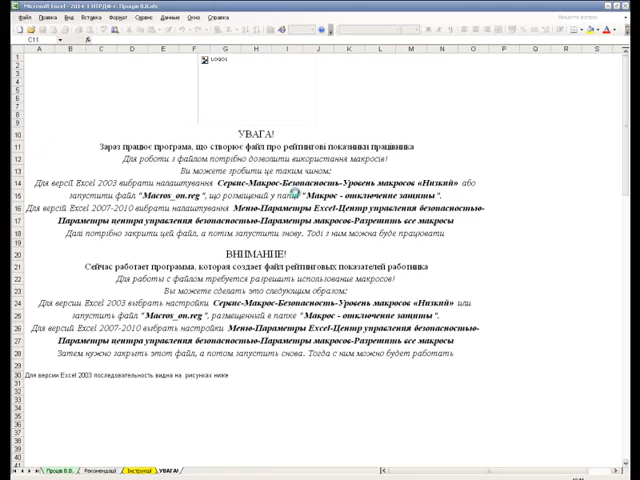 Microsoft Excel - 2014-1 НТРДФ-г. Проців В.В.xls
Файл Правка Вид Вставка Формат Сервис Данные Окно Справка
Введите вопрос
C11
A B C D E F G H I J K L M N O P Q R S
LOGO1
УВАГА!
Зараз працює програма, що створює файл про рейтингові показники працівника
Для роботи з файлом потрібно дозволити використання макросів!
Ви можете зробити це таким чином:
Для версії Excel 2003 вибрати налаштування Сервис-Макрос-Безопасность-Уровень макросов «Низкий» або
запустити файл "Macros_on.reg", що розміщений у папці "Макрос - отключение защиты".
Для версій Excel 2007-2010 вибрати налаштування Меню-Параметры Excel-Центр управления безопасностью-
Параметры центра управления безопасностью-Параметры макросов-Разрешить все макросы
Далі потрібно закрити цей файл, а потім запустити знову. Тоді з ним можна буде працювати
ВНИМАНИЕ!
Сейчас работает программа, которая создает файл рейтинговых показателей работника
Для работы с файлом требуется разрешить использование макросов!
Вы можете сделать это следующим образом:
Для версии Excel 2003 выбрать настройки Сервис-Макрос-Безопасность-Уровень макросов «Низкий» или
запустить файл "Macros_on.reg", размещенный в папке "Макрос - отключение защиты".
Для версий Excel 2007-2010 выбрать настройки Меню-Параметры Excel-Центр управления безопасностью-
Параметры центра управления безопасностью-Параметры макросов-Разрешить все макросы
Затем нужно закрыть этот файл, а потом запустить снова. Тогда с ним можно будет работать
Для версии Excel 2003 последовательность видна на рисунках ниже
Проців В.В. Рекомендації Інструкції УВАГА!